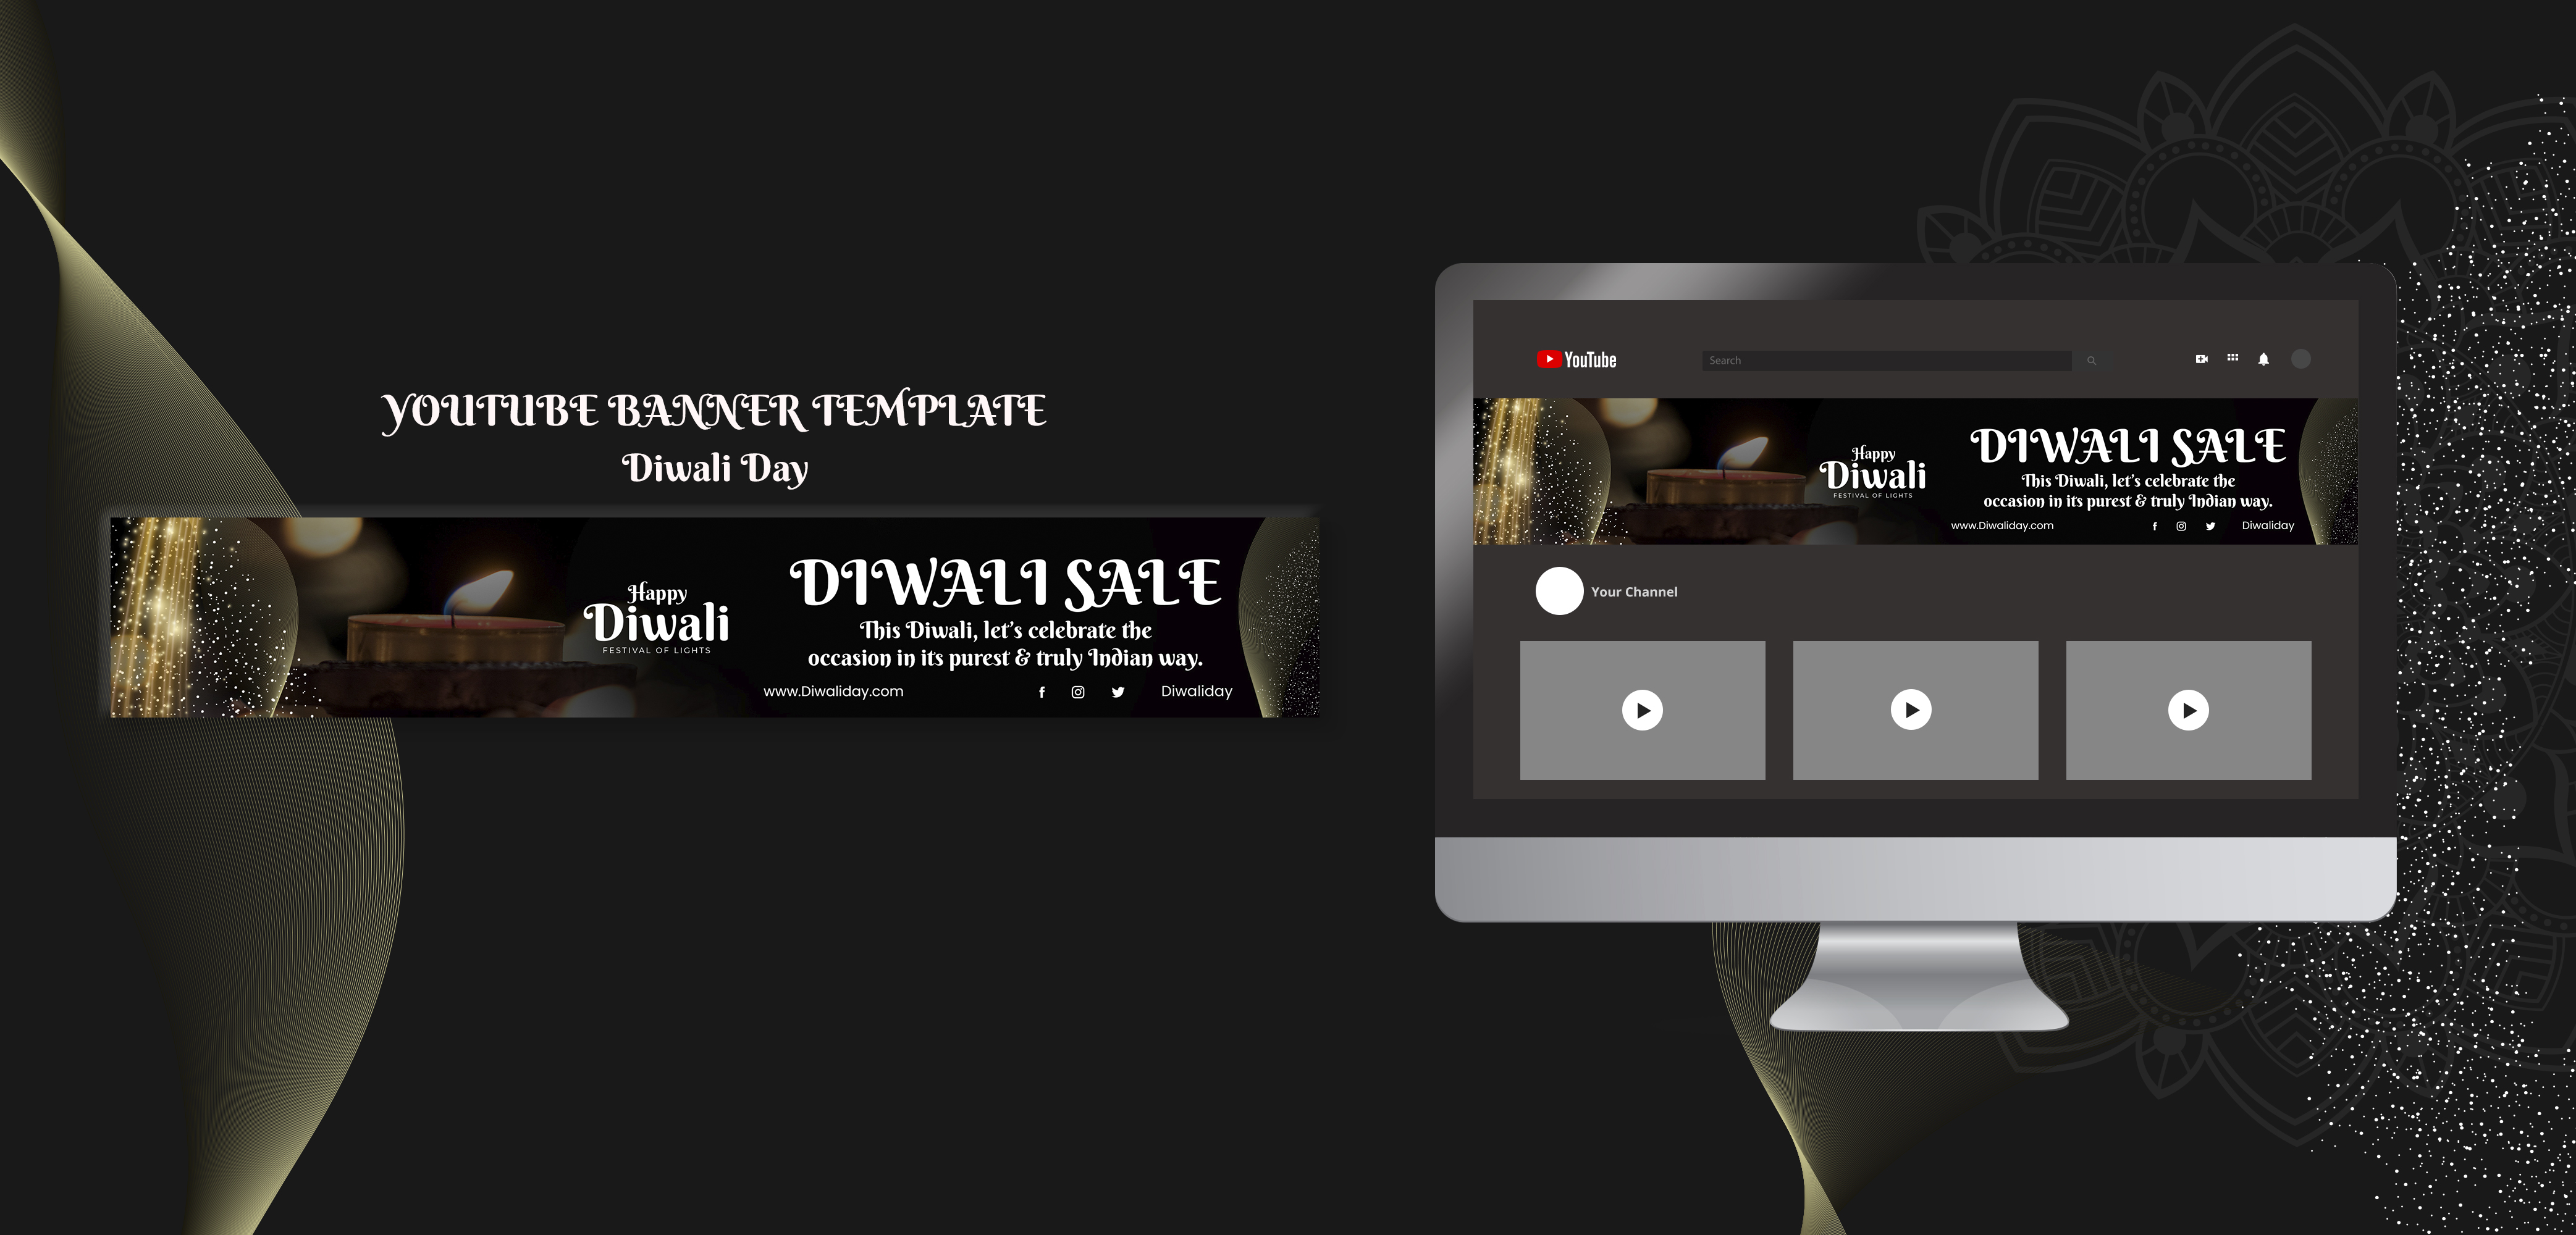 YOUTUBE BANNER TEMPLATE
Diwali Day
Happy
Diwali
FESTIVAL OF LIGHTS
DIWALI SALE
This Diwali, let's celebrate the
occasion in its purest & truly Indian way.
www.Diwaliday.com
Diwaliday
YouTube
Search
Happy
Diwali
FESTIVAL OF LIGHTS
DIWALI SALE
This Diwali, let's celebrate the
occasion in its purest & truly Indian way.
www.Diwaliday.com
Diwaliday
Your Channel